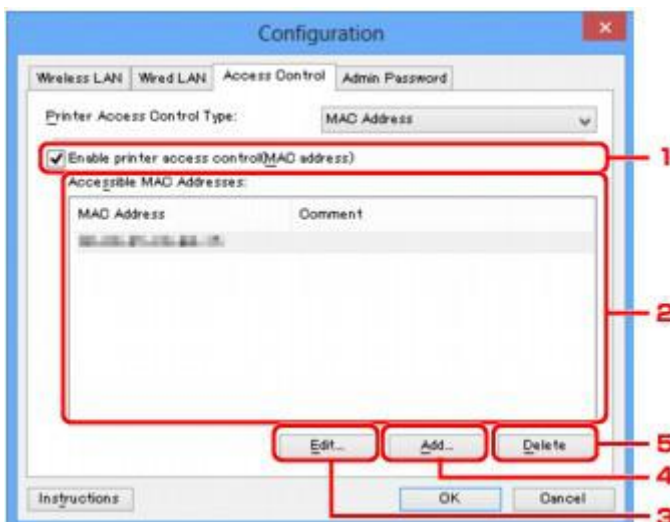 Configuration
Wireless LAN Wired LAN Access Control Admin Password
Printer Access Control Type: MAC Address
Enable printer access control(MAC address) 1
Accessible MAC Addresses:
MAC Address Comment
2
Edit... Add... Delete 5
4
Instructions OK Cancel
3